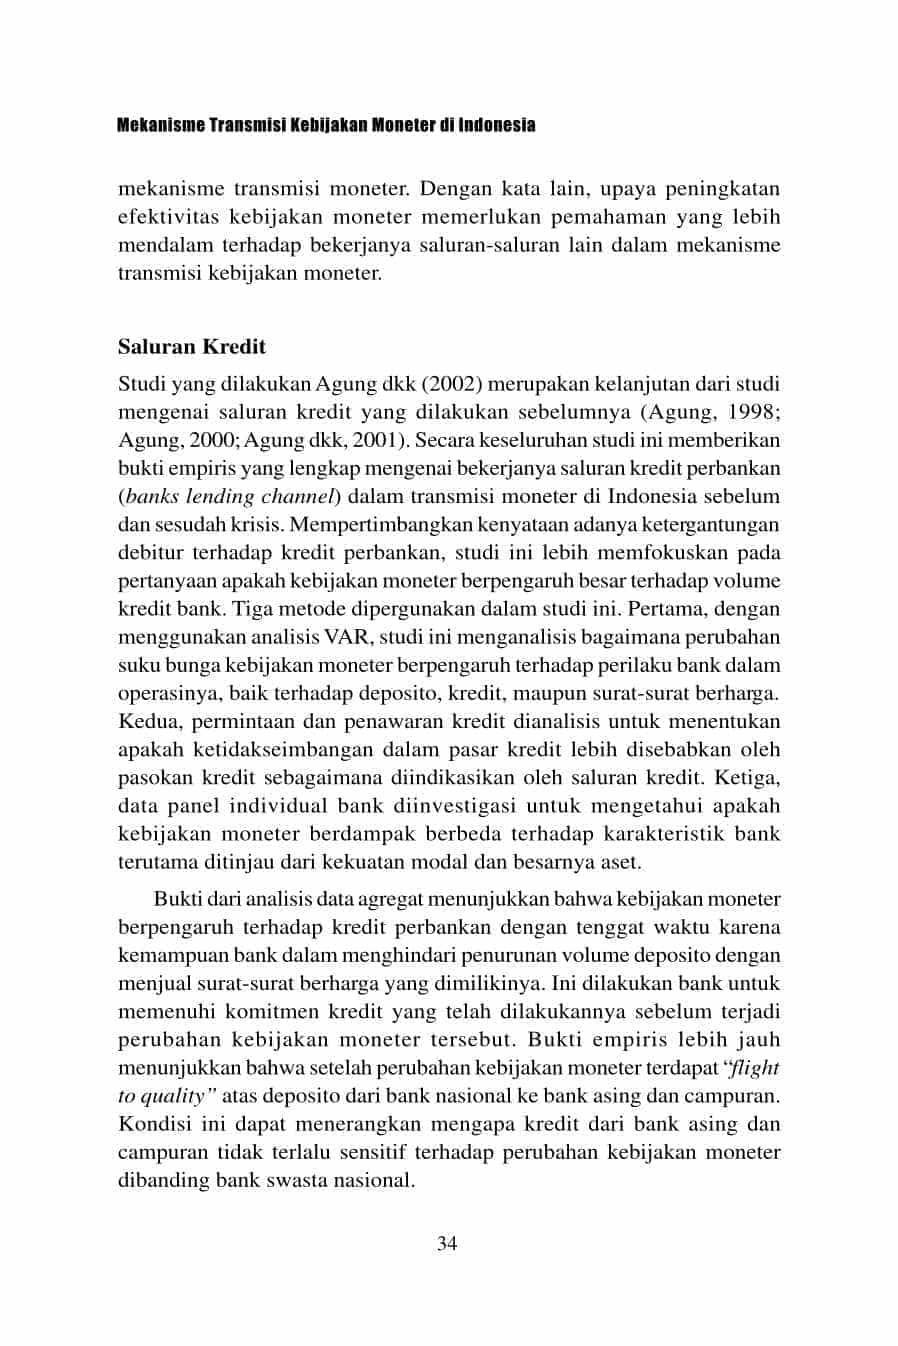 Mekanisme Transmisi Kebijakan Moneter di Indonesia
mekanisme transmisi moneter. Dengan kata lain, upaya peningkatan
efektivitas kebijakan moneter memerlukan pemahaman yang lebih
mendalam terhadap bekerjanya saluran-saluran lain dalam mekanisme
transmisi kebijakan moneter.
Saluran Kredit
Studi yang dilakukan Agung dkk (2002) merupakan kelanjutan dari studi
mengenai saluran kredit yang dilakukan sebelumnya (Agung, 1998;
Agung, 2000; Agung dkk, 2001). Secara keseluruhan studi ini memberikan
bukti empiris yang lengkap mengenai bekerjanya saluran kredit perbankan
(banks lending channel) dalam transmisi moneter di Indonesia sebelum
dan sesudah krisis. Mempertimbangkan kenyataan adanya ketergantungan
debitur terhadap kredit perbankan, studi ini lebih memfokuskan pada
pertanyaan apakah kebijakan moneter berpengaruh besar terhadap volume
kredit bank. Tiga metode dipergunakan dalam studi ini. Pertama, dengan
menggunakan analisis VAR, studi ini menganalisis bagaimana perubahan
suku bunga kebijakan moneter berpengaruh terhadap perilaku bank dalam
operasinya, baik terhadap deposito, kredit, maupun surat-surat berharga.
Kedua, permintaan dan penawaran kredit dianalisis untuk menentukan
apakah ketidakseimbangan dalam pasar kredit lebih disebabkan oleh
pasokan kredit sebagaimana diindikasikan oleh saluran kredit. Ketiga,
data panel individual bank diinvestigasi untuk mengetahui apakah
kebijakan moneter berdampak berbeda terhadap karakteristik bank
terutama ditinjau dari kekuatan modal dan besarnya aset.
Bukti dari analisis data agregat menunjukkan bahwa kebijakan moneter
berpengaruh terhadap kredit perbankan dengan tenggat waktu karena
kemampuan bank dalam menghindari penurunan volume deposito dengan
menjual surat-surat berharga yang dimilikinya. Ini dilakukan bank untuk
memenuhi komitmen kredit yang telah dilakukannya sebelum terjadi
perubahan kebijakan moneter tersebut. Bukti empiris lebih jauh
menunjukkan bahwa setelah perubahan kebijakan moneter terdapat “flight
to quality” atas deposito dari bank nasional ke bank asing dan campuran.
Kondisi ini dapat menerangkan mengapa kredit dari bank asing dan
campuran tidak terlalu sensitif terhadap perubahan kebijakan moneter
dibanding bank swasta nasional.
34